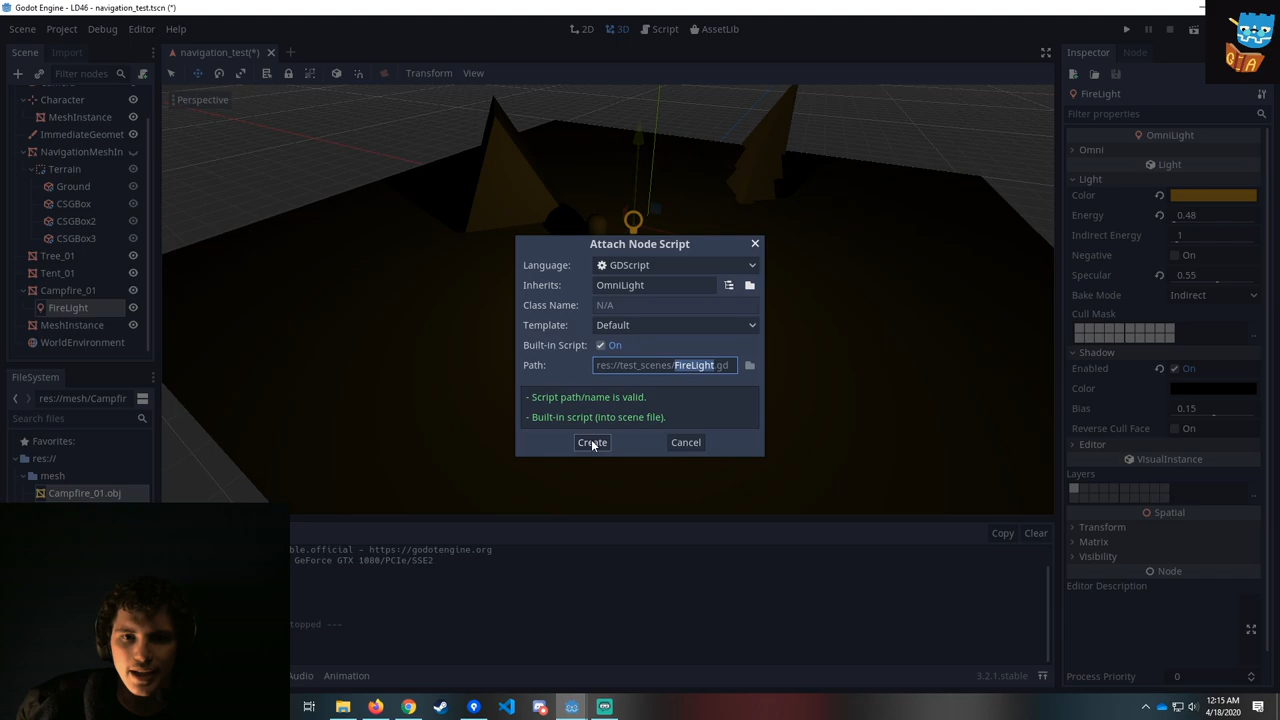 Godot Engine - LD46 - navigation_test.tscn (*)
Scene Project Debug Editor Help
2D 3D Script AssetLib
Scene Import
navigation_test(*)
Inspector Node
Filter nodes
Transform View
FireLight
Perspective
Character
MeshInstance
ImmediateGeomet
NavigationMeshIn
Terrain
Ground
CSGBox
CSGBox2
CSGBox3
Tree_01
Tent_01
Campfire_01
FireLight
MeshInstance
WorldEnvironment
FileSystem
res://mesh/Campfir
Search files
Favorites:
res://
mesh
Campfire_01.obj
Attach Node Script
Language: GDScript
Inherits: OmniLight
Class Name: N/A
Template: Default
Built-in Script: On
Path: res://test_scenes/FireLight.gd
- Script path/name is valid.
- Built-in script (into scene file).
Create Cancel
Filter properties
OmniLight
Omni
Light
Light
Color
Energy 0.48
Indirect Energy 1
Negative On
Specular 0.55
Bake Mode Indirect
Cull Mask
Shadow
Enabled On
Color
Bias 0.15
Reverse Cull Face On
Editor
VisualInstance
Layers
Spatial
Transform
Matrix
Visibility
Node
Editor Description
Process Priority 0
Copy Clear
ble.official - https://godotengine.org
GeForce GTX 1080/PCIe/SSE2
topped ---
Audio Animation
3.2.1.stable
12:15 AM
4/18/2020
Q A